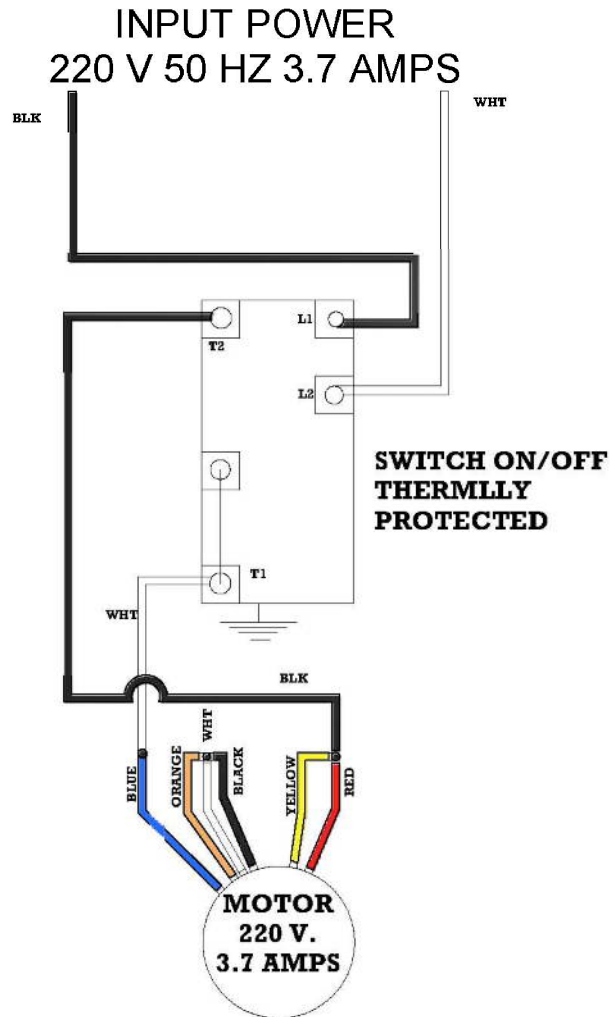 INPUT POWER
220 V 50 HZ 3.7 AMPS
BLK
WHT
L1
T2
L2
SWITCH ON/OFF
THERMLLY
PROTECTED
T1
WHT
BLK
BLUE
ORANGE
WHT
BLACK
YELLOW
RED
MOTOR
220 V.
3.7 AMPS